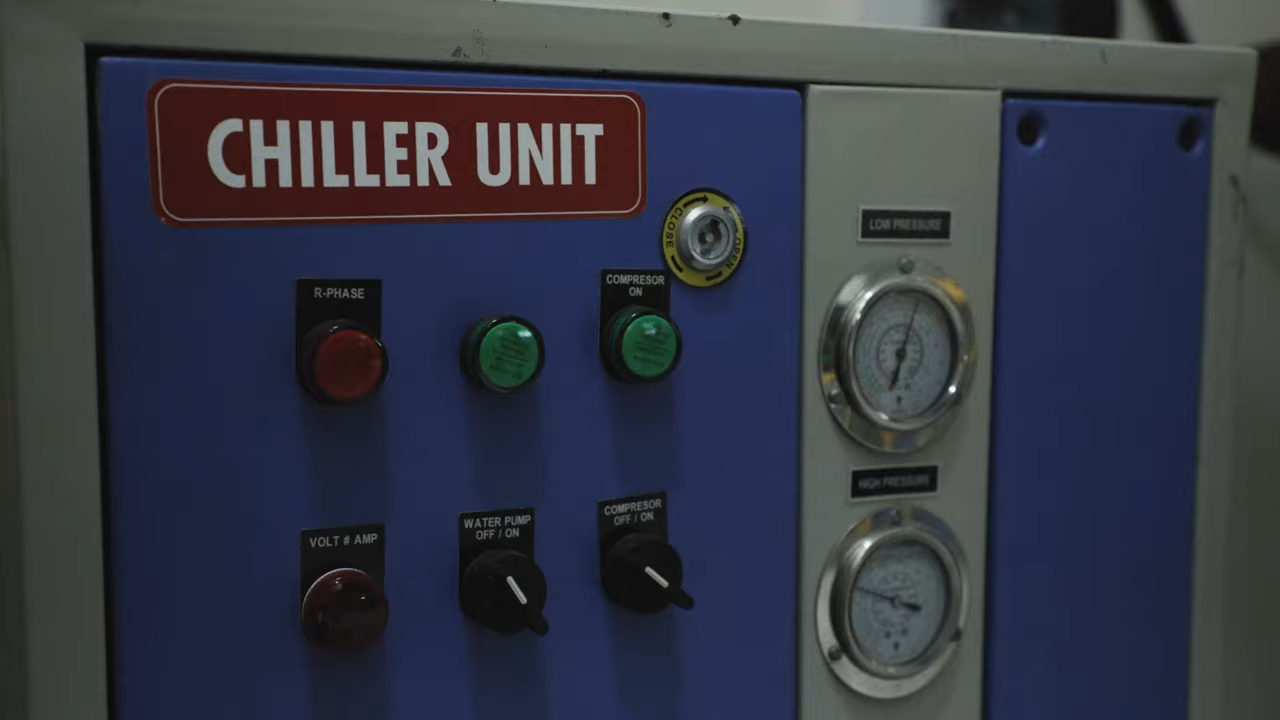 CHILLER UNIT
CLOSE
OPEN
LOW PRESSURE
R-PHASE
COMPRESOR
ON
HIGH PRESSURE
VOLT # AMP
WATER PUMP
OFF / ON
COMPRESOR
OFF / ON